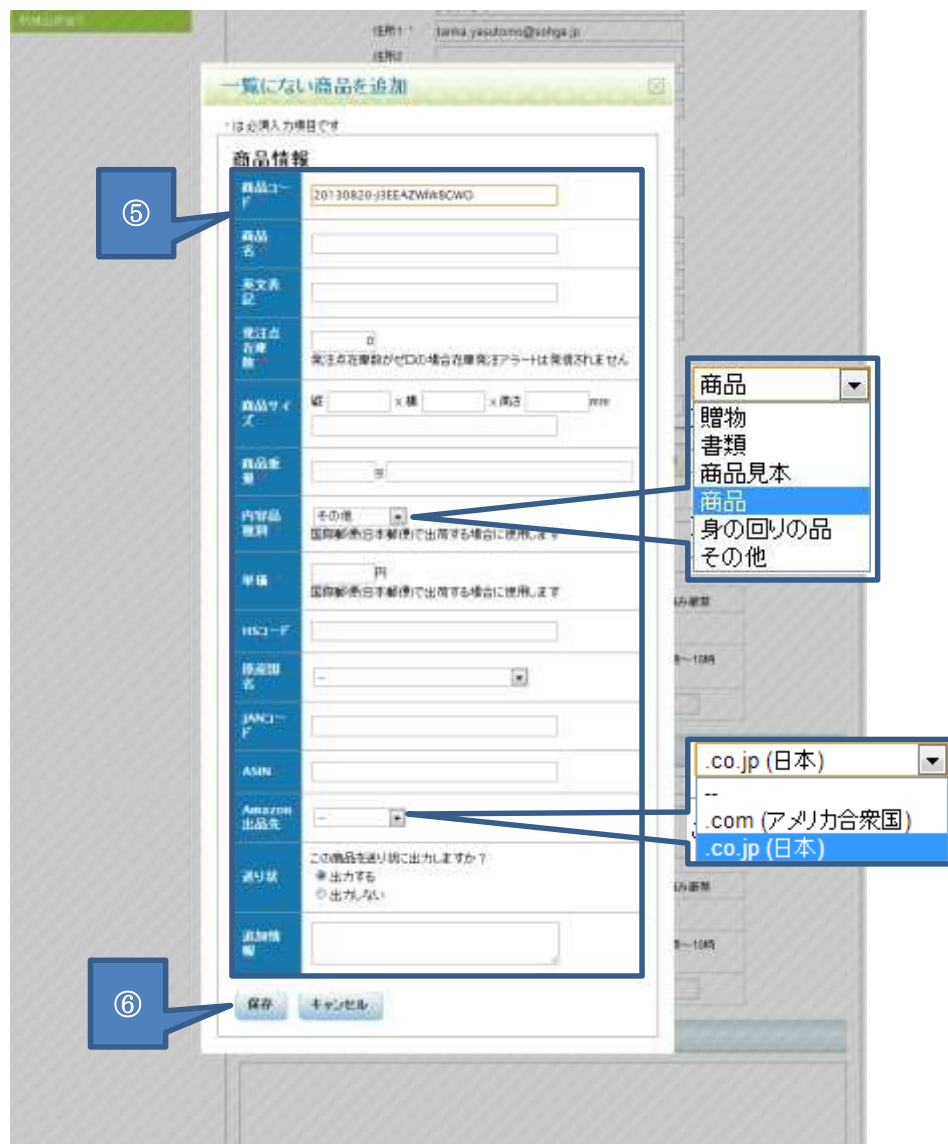 住所1 *
住所2
一覧にない商品を追加
* は必須入力項目です
商品情報
⑤
商品コー
ド
商品
名
英文表
記
発注点
在庫
数
0
発注点在庫数がゼロの場合在庫発注アラートは発信されません
商品サイ
ズ
縦 x 横 x 高さ mm
商品重
量
g
内容品
種別
その他
国際郵便(日本郵便)で出荷する場合に使用します
単価
円
国際郵便(日本郵便)で出荷する場合に使用します
HSコード
原産国
名
--
JANコー
ド
ASIN
Amazon
出品先
--
送り状
この商品を送り状に出力しますか?
出力する
出力しない
追加情
報
⑥
保存 キャンセル
商品
贈物
書類
商品見本
商品
身の回りの品
その他
.co.jp (日本)
--
.com (アメリカ合衆国)
.co.jp (日本)